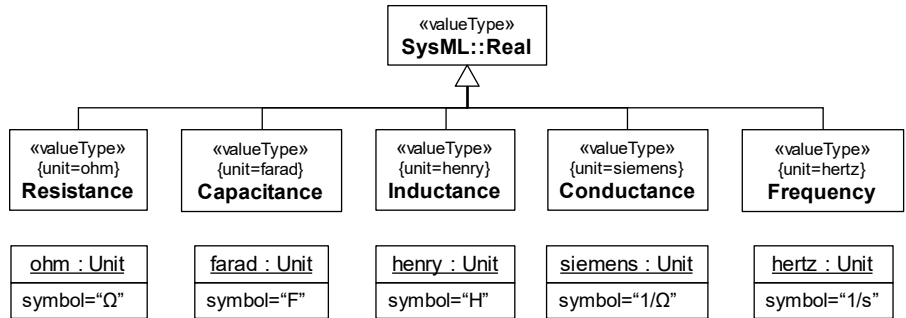 «valueType»
SysML::Real
«valueType»
{unit=ohm}
Resistance
«valueType»
{unit=farad}
Capacitance
«valueType»
{unit=henry}
Inductance
«valueType»
{unit=siemens}
Conductance
«valueType»
{unit=hertz}
Frequency
ohm : Unit
symbol=“Ω”
farad : Unit
symbol=“F”
henry : Unit
symbol=“H”
siemens : Unit
symbol=“1/Ω”
hertz : Unit
symbol=“1/s”